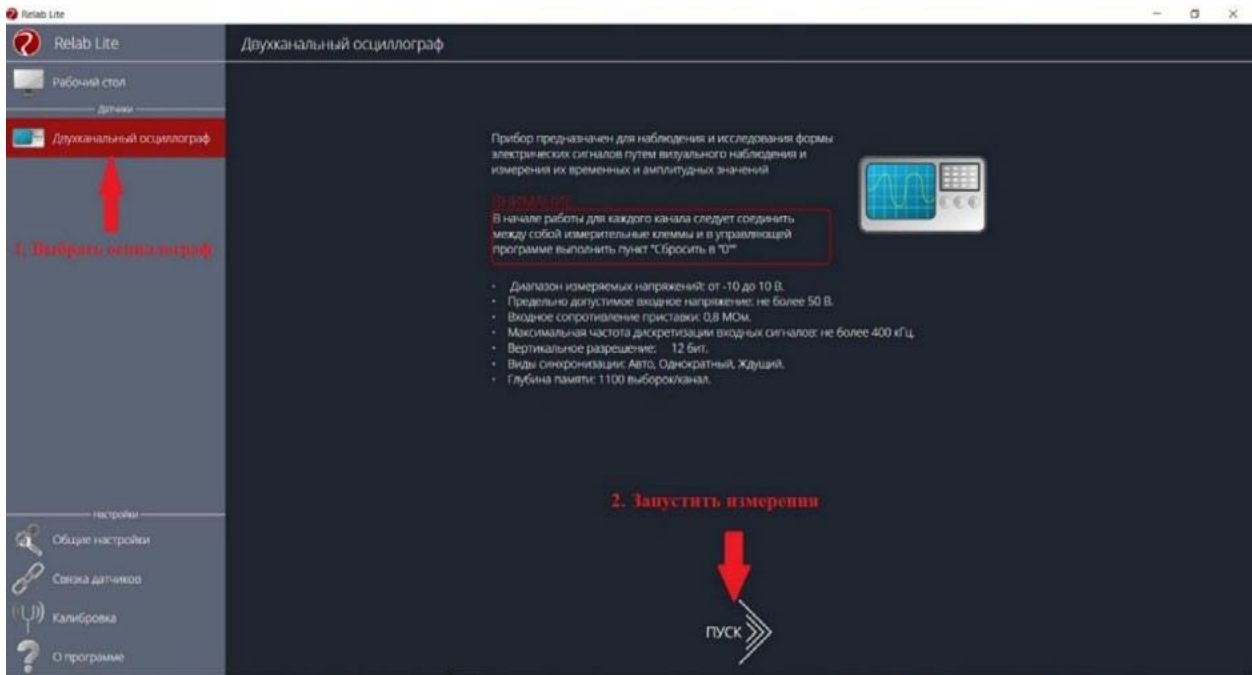 Relab Lite
Relab Lite
Двухканальный осциллограф
Рабочий стол
Датчики
Двухканальный осциллограф
1. Выбрать осциллограф
Прибор предназначен для наблюдения и исследования формы
электрических сигналов путем визуального наблюдения и
измерения их временных и амплитудных значений
ВНИМАНИЕ
В начале работы для каждого канала следует соединить
между собой измерительные клеммы и в управляющей
программе выполнить пункт "Сбросить в "0""
• Диапазон измеряемых напряжений: от -10 до 10 В.
• Предельно допустимое входное напряжение: не более 50 В.
• Входное сопротивление приставки: 0,8 МОм.
• Максимальная частота дискретизации входных сигналов: не более 400 кГц.
• Вертикальное разрешение: 12 бит.
• Виды синхронизации: Авто, Однократный, Ждущий.
• Глубина памяти: 1100 выборок/канал.
2. Запустить измерения
ПУСК
Настройки
Общие настройки
Связка датчиков
Калибровка
О программе